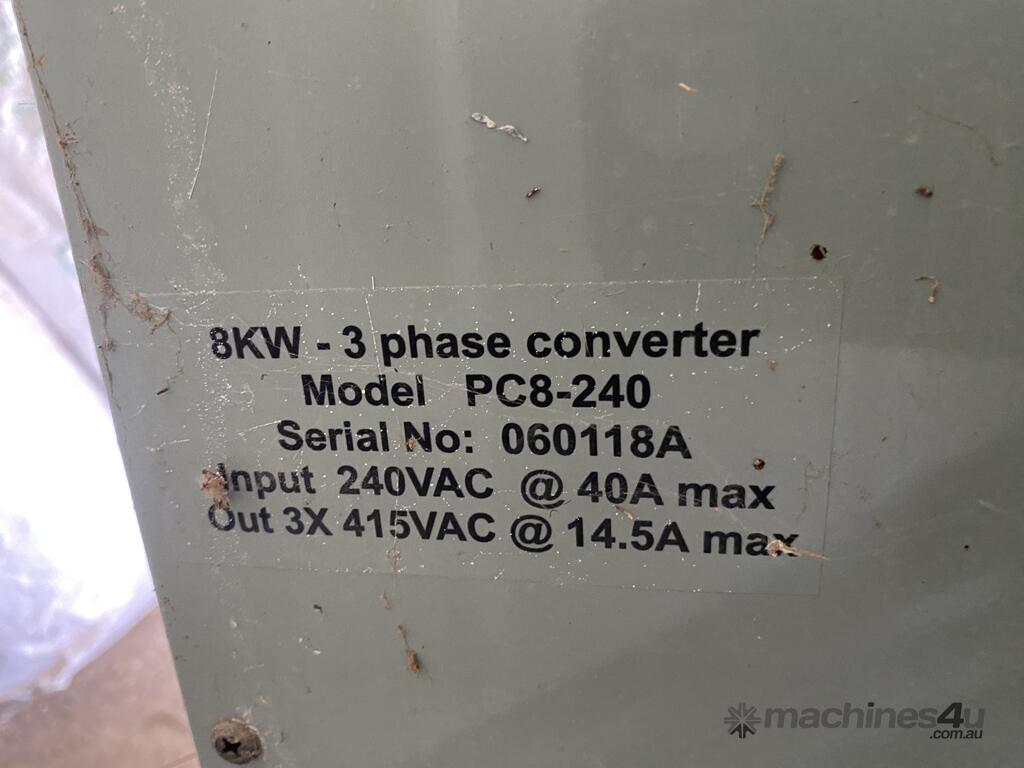 8KW - 3 phase converter
Model PC8-240
Serial No: 060118A
Input 240VAC @ 40A max
Out 3X 415VAC @ 14.5A max
machines4u
.com.au